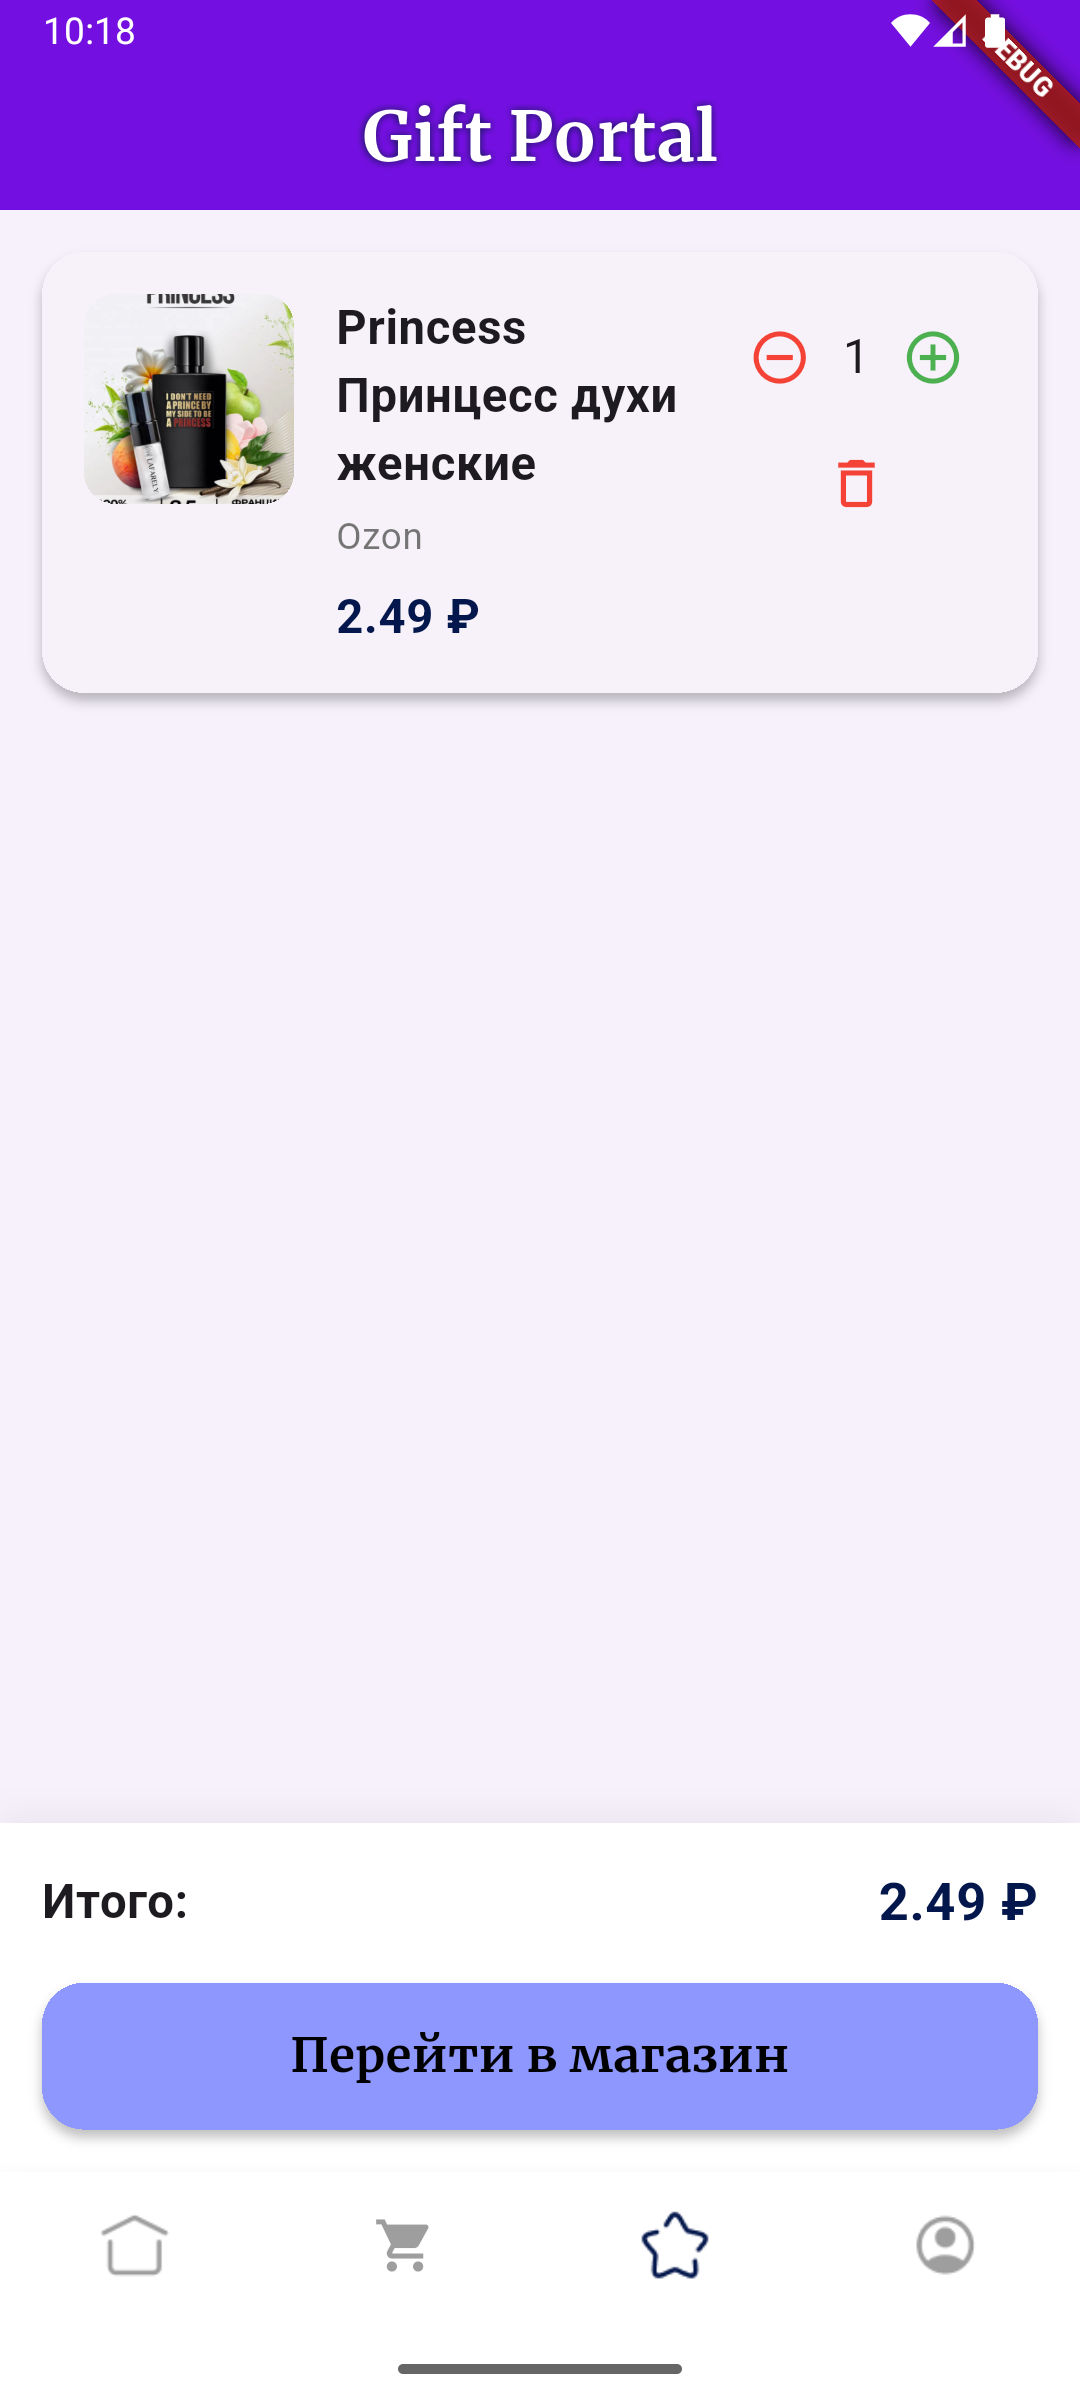 10:18
EBUG
Gift Portal
PRINCESS
I DON'T NEED
A PRINCE BY
MY SIDE TO BE
A PRINCESS
Princess
Принцесс духи
женские
Ozon
2.49 ₽
1
Итого:
2.49 ₽
Перейти в магазин